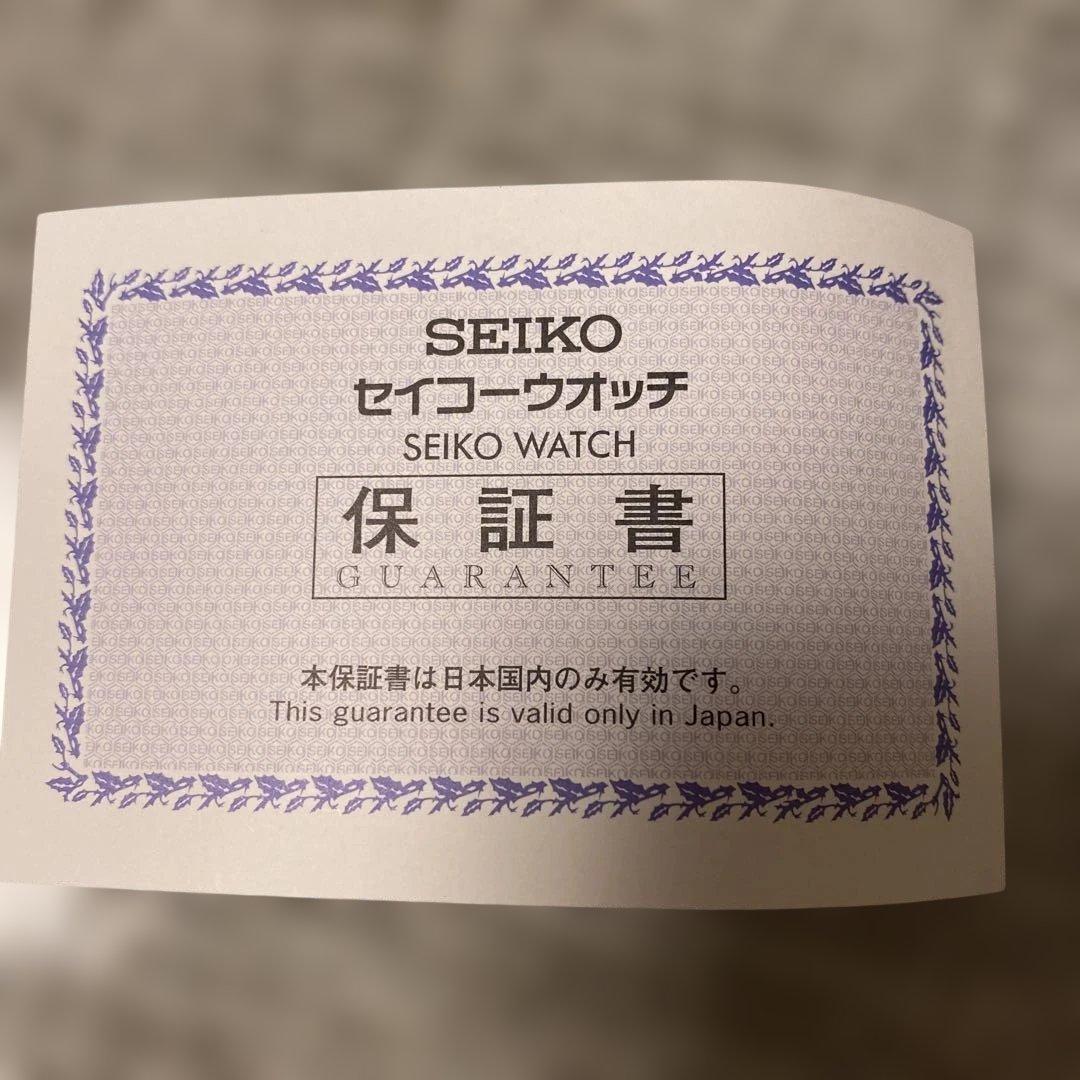 SEIKO
セイコーウオッチ
SEIKO WATCH
保証書
GUARANTEE
本保証書は日本国内のみ有効です。
This guarantee is valid only in Japan.